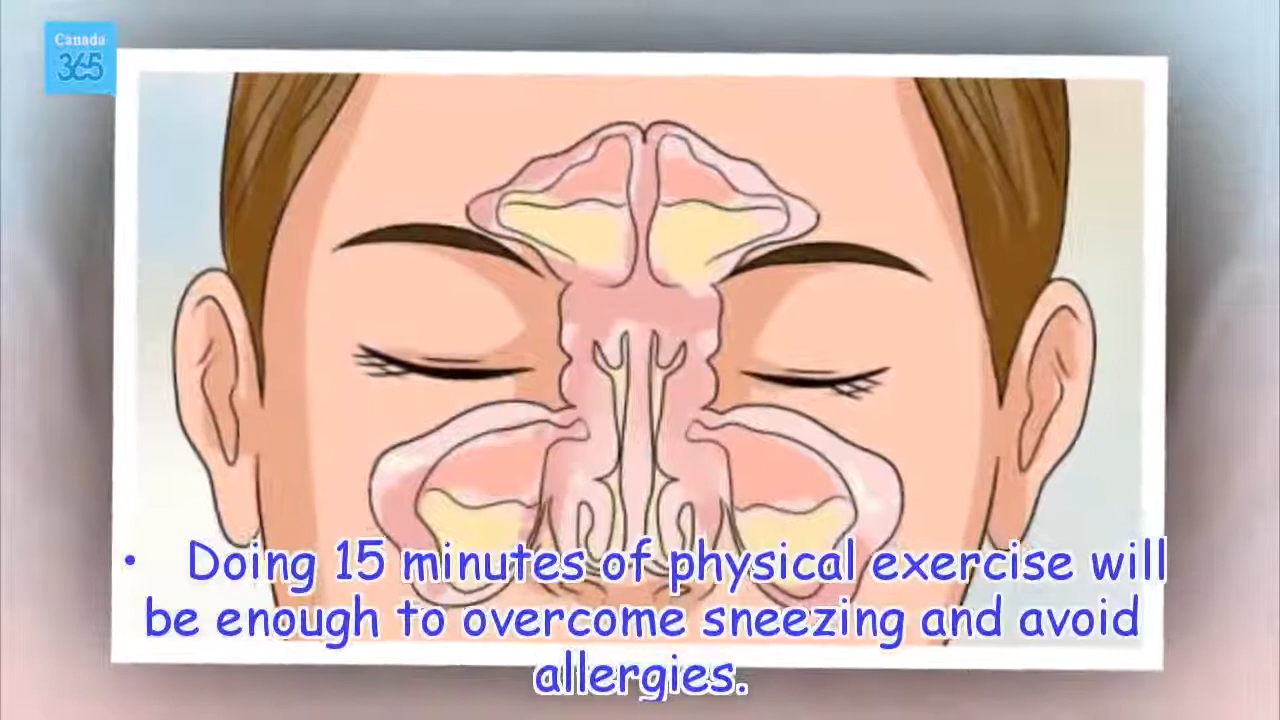 Canada
365
• Doing 15 minutes of physical exercise will
be enough to overcome sneezing and avoid
allergies.